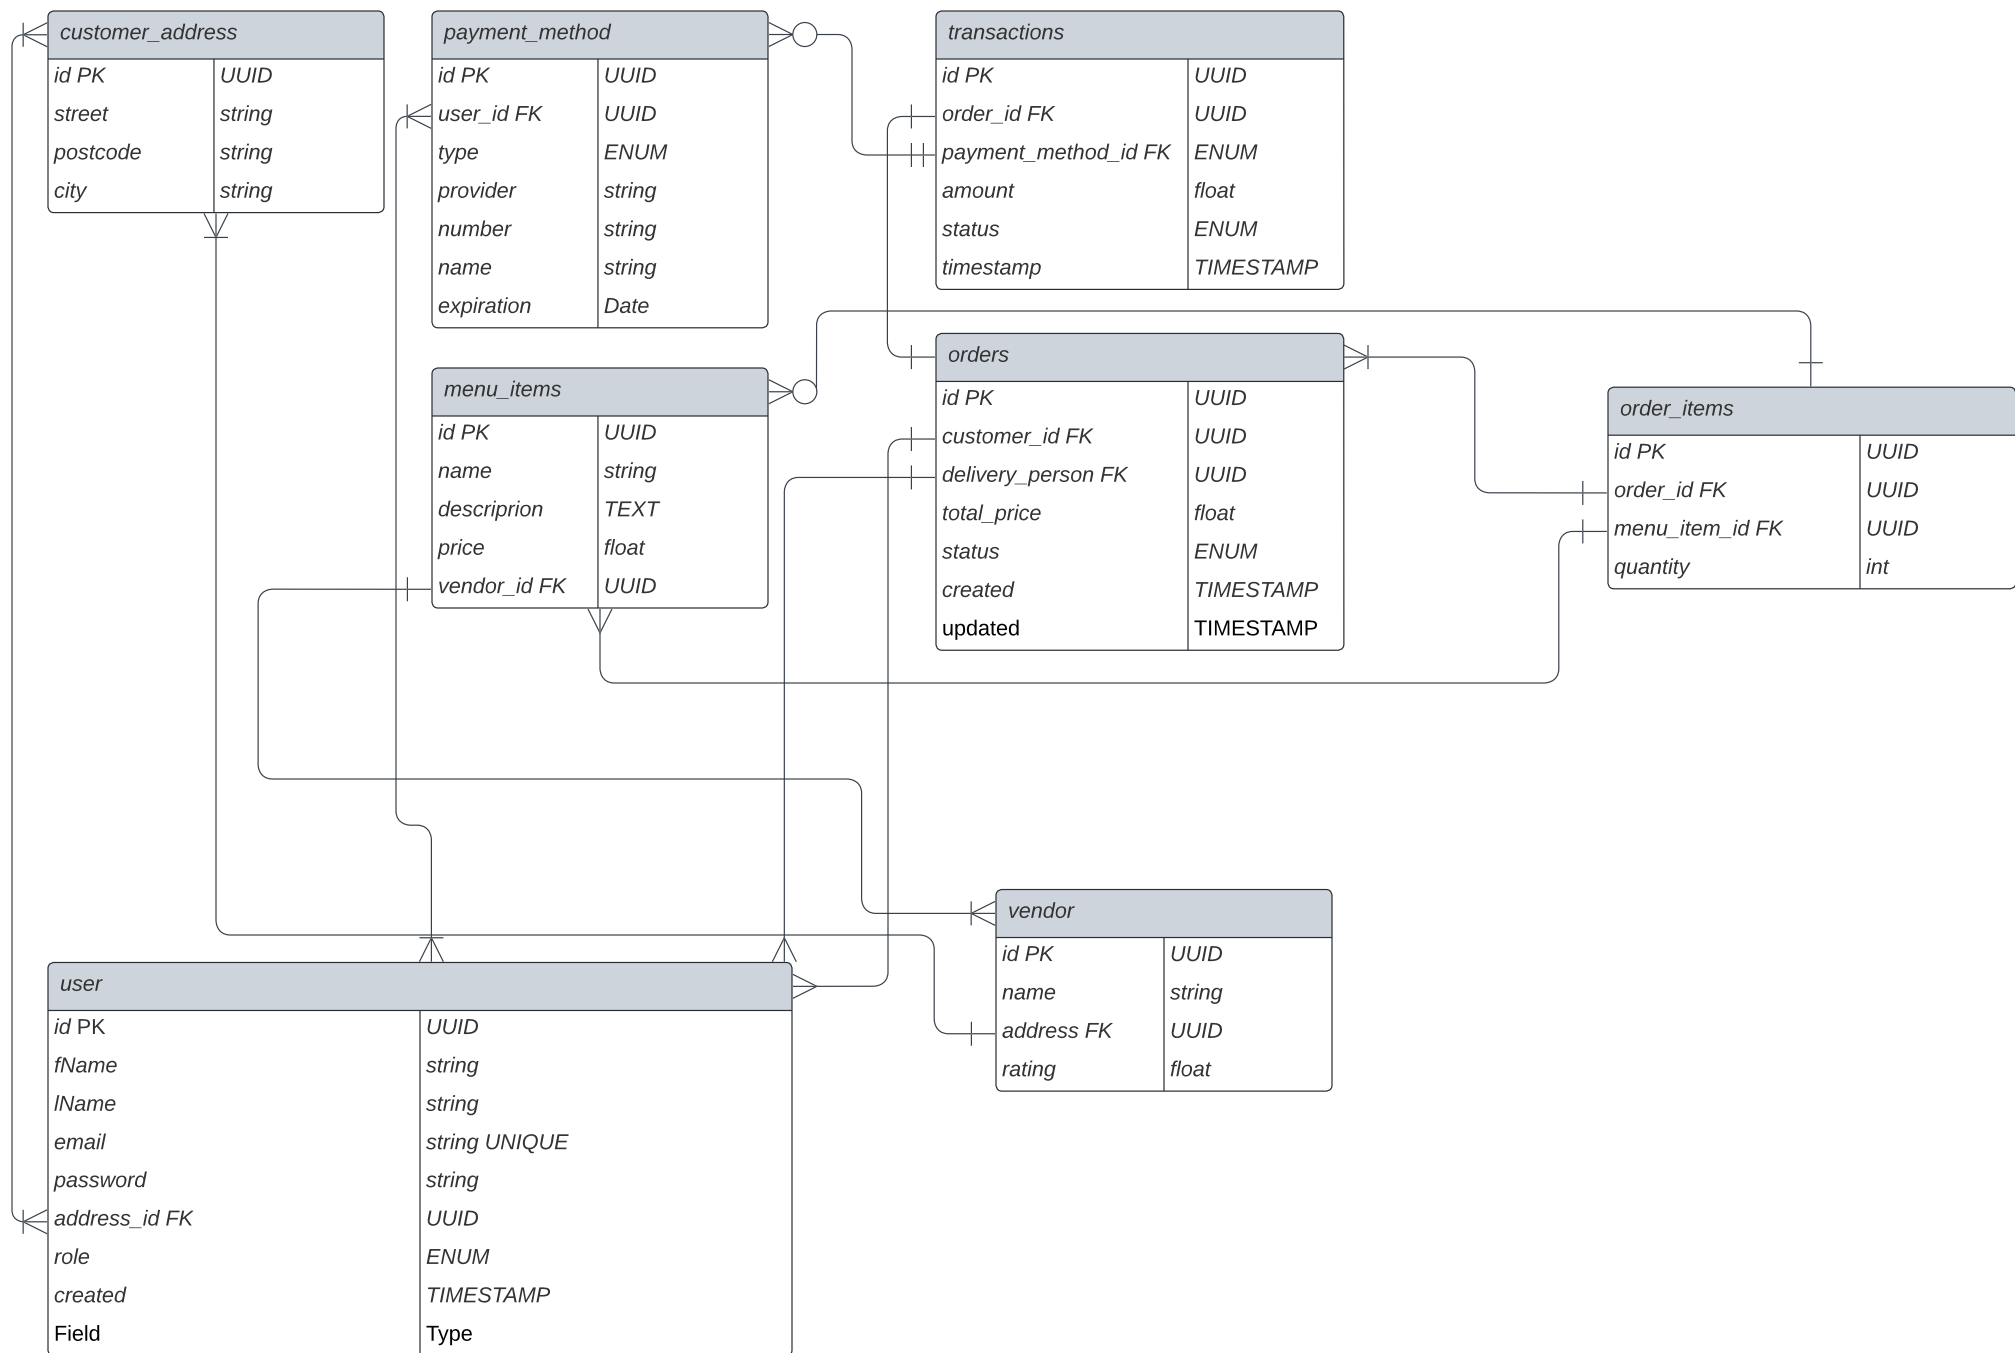 customer_address
id PK UUID
street string
postcode string
city string
payment_method
id PK UUID
user_id FK UUID
type ENUM
provider string
number string
name string
expiration Date
transactions
id PK UUID
order_id FK UUID
payment_method_id FK ENUM
amount float
status ENUM
timestamp TIMESTAMP
menu_items
id PK UUID
name string
descriprion TEXT
price float
vendor_id FK UUID
orders
id PK UUID
customer_id FK UUID
delivery_person FK UUID
total_price float
status ENUM
created TIMESTAMP
updated TIMESTAMP
order_items
id PK UUID
order_id FK UUID
menu_item_id FK UUID
quantity int
user
id PK UUID
fName string
lName string
email string UNIQUE
password string
address_id FK UUID
role ENUM
created TIMESTAMP
Field Type
vendor
id PK UUID
name string
address FK UUID
rating float